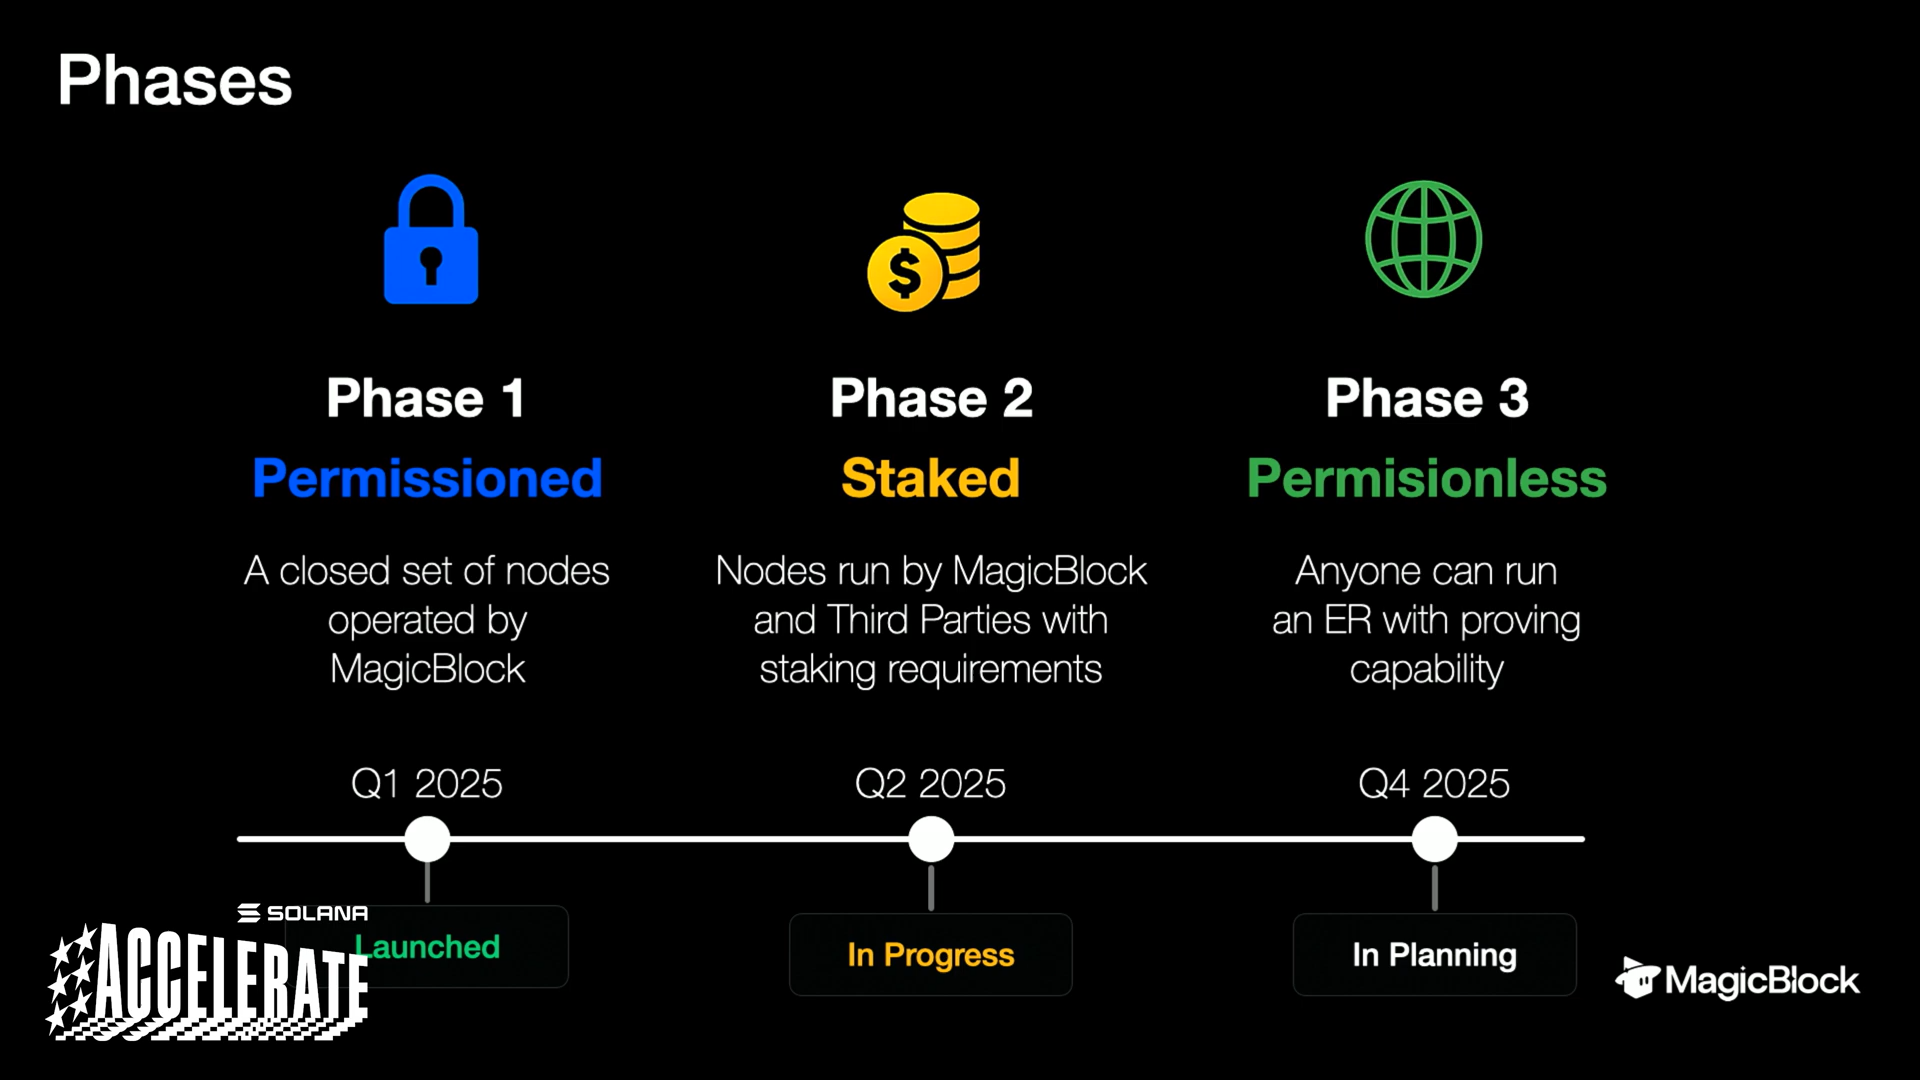 Phases
Phase 1
Permissioned
A closed set of nodes
operated by
MagicBlock
Q1 2025
Launched
$
Phase 2
Staked
Nodes run by MagicBlock
and Third Parties with
staking requirements
Q2 2025
In Progress
Phase 3
Permisionless
Anyone can run
an ER with proving
capability
Q4 2025
In Planning
SOLANA
ACCELERATE
MagicBlock